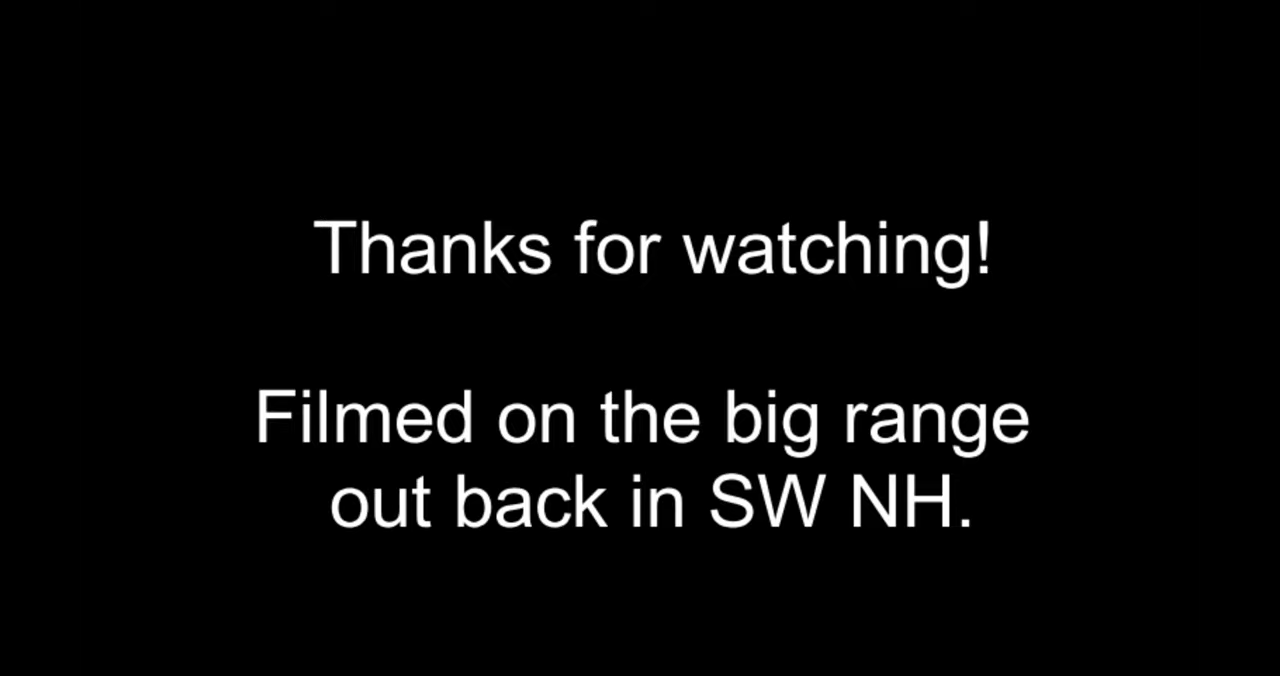 Thanks for watching!
Filmed on the big range
out back in SW NH.